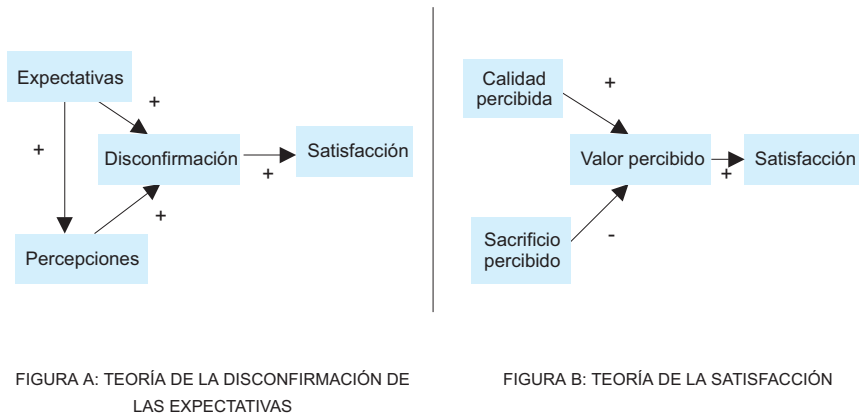 Expectativas
+
+
Disconfirmación
+
Satisfacción
+
Percepciones
Calidad
percibida
+
Valor percibido
+
Satisfacción
Sacrificio
percibido
-
FIGURA A: TEORÍA DE LA DISCONFIRMACIÓN DE
LAS EXPECTATIVAS
FIGURA B: TEORÍA DE LA SATISFACCIÓN